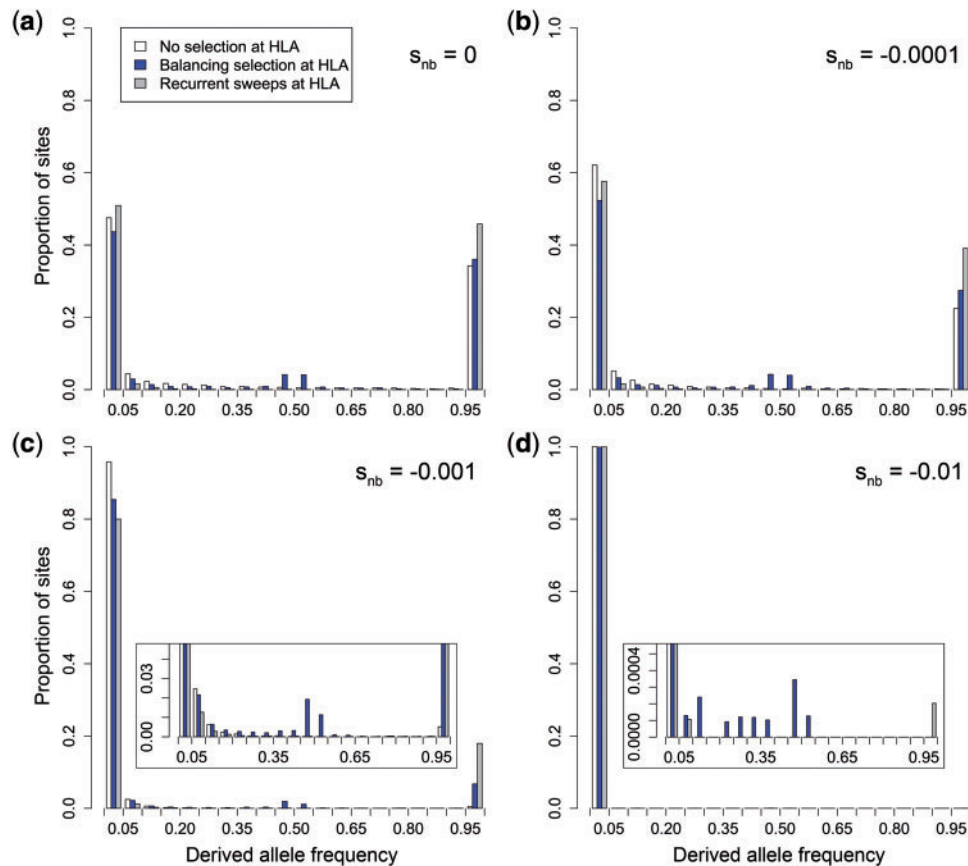 (a)
No selection at HLA
Balancing selection at HLA
Recurrent sweeps at HLA
s_nb = 0
Proportion of sites
0.0 0.2 0.4 0.6 0.8 1.0
0.05 0.20 0.35 0.50 0.65 0.95
(b)
s_nb = -0.0001
0.0 0.2 0.4 0.6 0.8 1.0
0.05 0.20 0.35 0.50 0.65 0.95
(c)
s_nb = -0.001
Proportion of sites
0.0 0.2 0.4 0.6 0.8 1.0
0.00 0.03
0.05 0.35 0.65 0.95
0.05 0.20 0.35 0.50 0.65 0.95
Derived allele frequency
(d)
s_nb = -0.01
0.0 0.2 0.4 0.6 0.8 1.0
0.0000 0.0004
0.05 0.35 0.65 0.95
0.05 0.20 0.35 0.50 0.65 0.95
Derived allele frequency